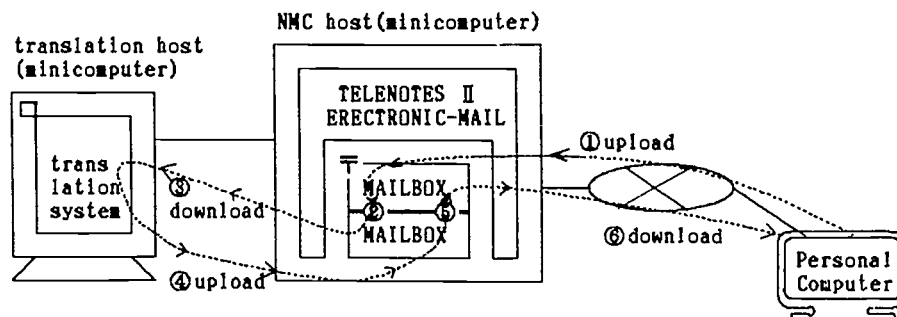 NMC host(minicomputer)
translation host
(minicomputer)
TELENOTES Ⅱ
ERECTRONIC-MAIL
①upload
trans
lation
system
③
download
MAILBOX
②
⑤
MAILBOX
④upload
⑥download
Personal
Computer